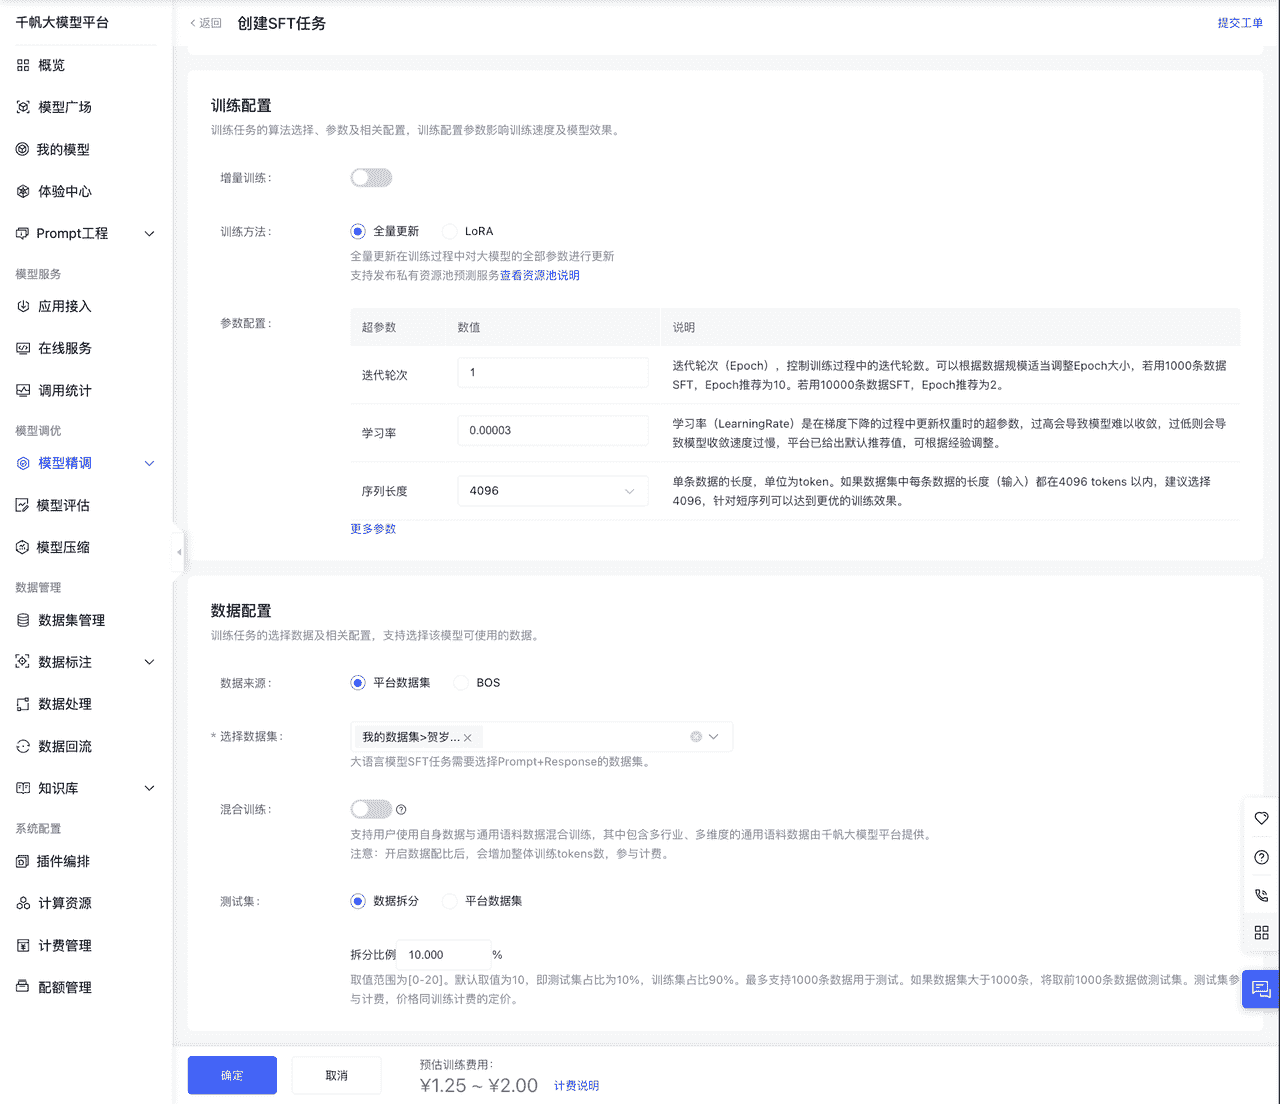 千帆大模型平台
返回 创建SFT任务
提交工单
概览
模型广场
我的模型
体验中心
Prompt工程
模型服务
应用接入
在线服务
调用统计
模型调优
模型精调
模型评估
模型压缩
数据管理
数据集管理
数据标注
数据处理
数据回流
知识库
系统配置
插件编排
计算资源
计费管理
配额管理
训练配置
训练任务的算法选择、参数及相关配置，训练配置参数影响训练速度及模型效果。
增量训练：
训练方法： 全量更新 LoRA
全量更新在训练过程中对大模型的全部参数进行更新
支持发布私有资源池预测服务查看资源池说明
参数配置： 超参数 数值 说明
迭代轮次 1
迭代轮次（Epoch），控制训练过程中的迭代轮数。可以根据数据规模适当调整Epoch大小，若用1000条数据
SFT，Epoch推荐为10。若用10000条数据SFT，Epoch推荐为2。
学习率 0.00003
学习率（LearningRate）是在梯度下降的过程中更新权重时的超参数，过高会导致模型难以收敛，过低则会导
致模型收敛速度过慢，平台已给出默认推荐值，可根据经验调整。
序列长度 4096
单条数据的长度，单位为token。如果数据集中每条数据的长度（输入）都在4096 tokens 以内，建议选择
4096，针对短序列可以达到更优的训练效果。
更多参数
数据配置
训练任务的选择数据及相关配置，支持选择该模型可使用的数据。
数据来源： 平台数据集 BOS
* 选择数据集： 我的数据集>贺岁...
大语言模型SFT任务需要选择Prompt+Response的数据集。
混合训练：
支持用户使用自身数据与通用语料数据混合训练，其中包含多行业、多维度的通用语料数据由千帆大模型平台提供。
注意：开启数据配比后，会增加整体训练tokens数，参与计费。
测试集： 数据拆分 平台数据集
拆分比例 10.000 %
取值范围为[0-20]。默认取值为10，即测试集占比为10%，训练集占比90%。最多支持1000条数据用于测试。如果数据集大于1000条，将取前1000条数据做测试集。测试集参
与计费，价格同训练计费的定价。
确定 取消
预估训练费用：
¥1.25 ~ ¥2.00 计费说明